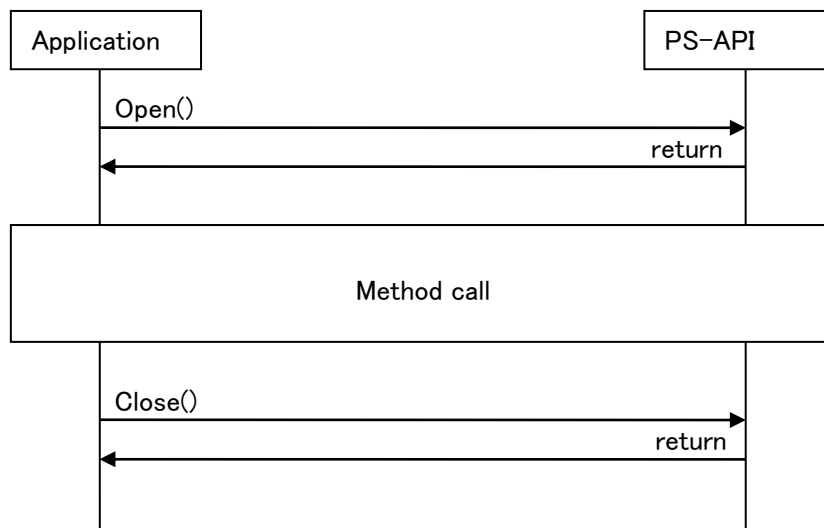 Application
PS-API
Open()
return
Method call
Close()
return